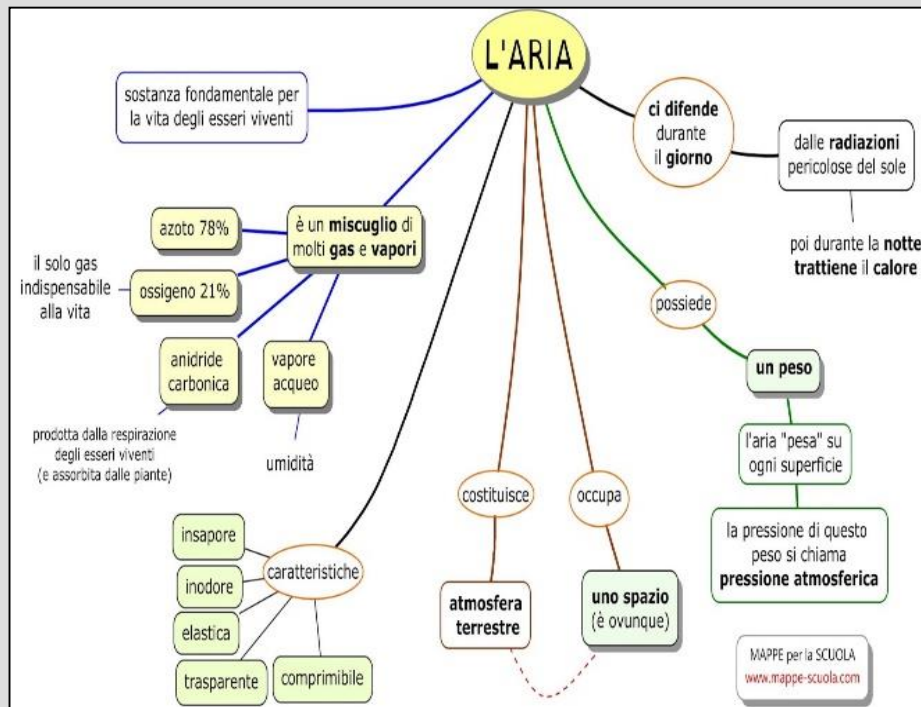 L'ARIA
sostanza fondamentale per
la vita degli esseri viventi
è un miscuglio di
molti gas e vapori
azoto 78%
ossigeno 21%
il solo gas
indispensabile
alla vita
anidride
carbonica
prodotta dalla respirazione
degli esseri viventi
(e assorbita dalle piante)
vapore
acqueo
umidità
caratteristiche
insapore
inodore
elastica
trasparente
comprimibile
costituisce
atmosfera
terrestre
occupa
uno spazio
(è ovunque)
possiede
un peso
l'aria "pesa" su
ogni superficie
la pressione di questo
peso si chiama
pressione atmosferica
ci difende
durante
il giorno
dalle radiazioni
pericolose del sole
poi durante la notte
trattiene il calore
MAPPE per la SCUOLA
www.mappe-scuola.com